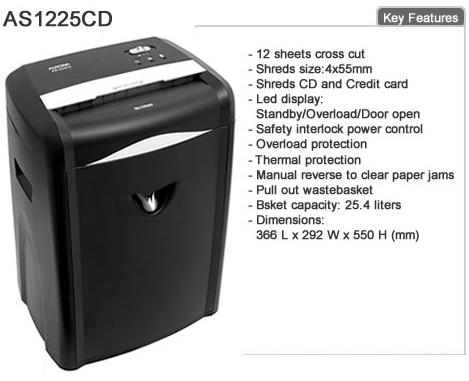 AS1225CD
Key Features
AURORA
- 12 sheets cross cut
- Shreds size:4x55mm
- Shreds CD and Credit card
- Led display:
Standby/Overload/Door open
- Safety interlock power control
- Overload protection
- Thermal protection
- Manual reverse to clear paper jams
- Pull out wastebasket
- Bsket capacity: 25.4 liters
- Dimensions:
366 L x 292 W x 550 H (mm)